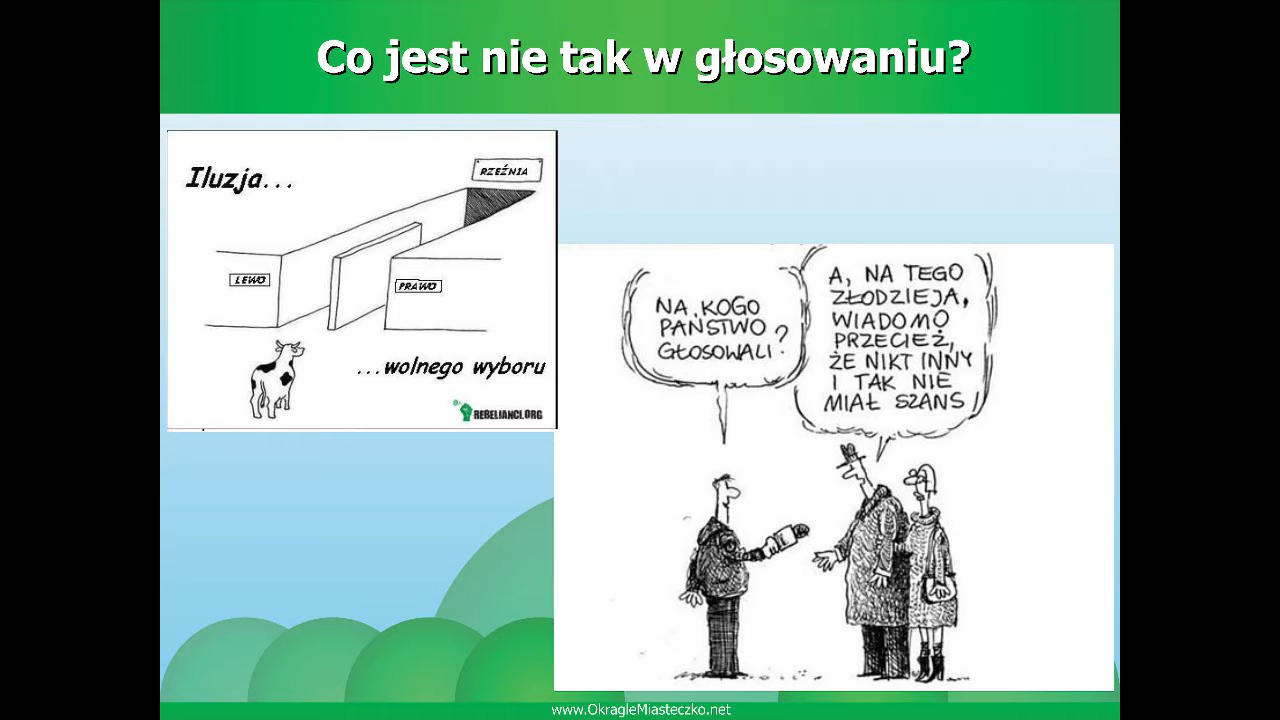 Co jest nie tak w głosowaniu?
Iluzja...
RZEŹNIA
LEWO
PRAWO
...wolnego wyboru
REBELIANCI.ORG
NA KOGO
PAŃSTWO
GŁOSOWALI?
A, NA TEGO
ZŁODZIEJA,
WIADOMO
PRZECIEŻ,
ŻE NIKT INNY
I TAK NIE
MIAŁ SZANS!
www.OkragleMiasteczko.net